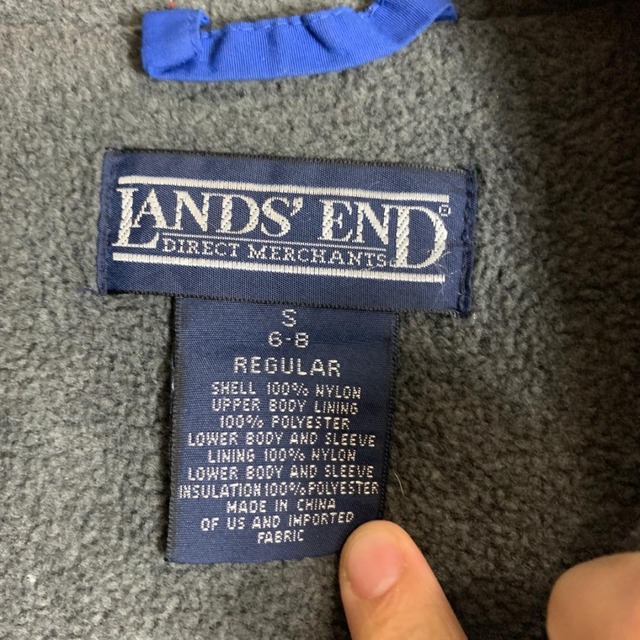 LANDS' END®
DIRECT MERCHANTS
S
6-8
REGULAR
SHELL 100% NYLON
UPPER BODY LINING
100% POLYESTER
LOWER BODY AND SLEEVE
LINING 100% NYLON
LOWER BODY AND SLEEVE
INSULATION 100% POLYESTER
MADE IN CHINA
OF US AND IMPORTED
FABRIC